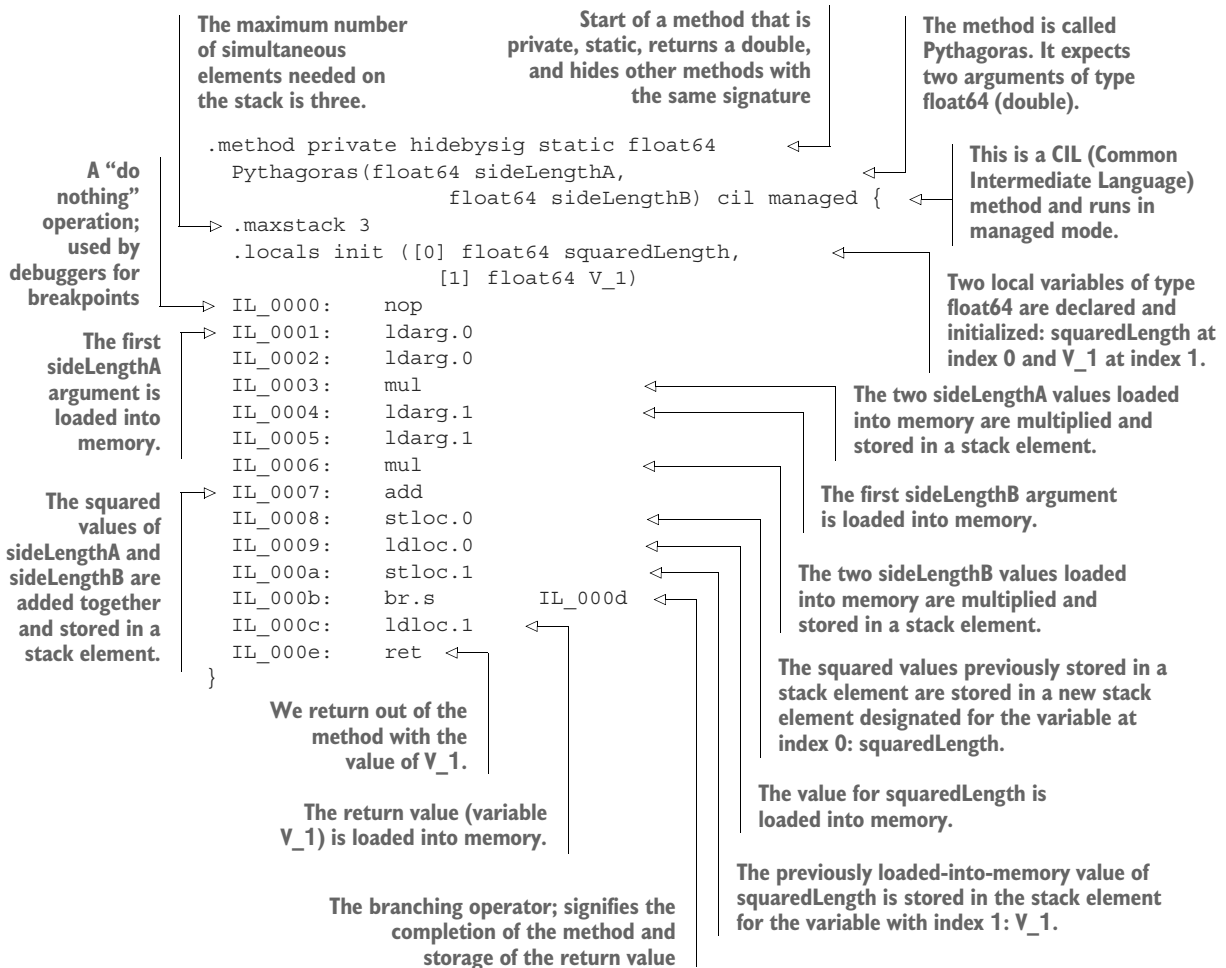 The maximum number
of simultaneous
elements needed on
the stack is three.
Start of a method that is
private, static, returns a double,
and hides other methods with
the same signature
The method is called
Pythagoras. It expects
two arguments of type
float64 (double).
.method private hidebysig static float64
Pythagoras(float64 sideLengthA,
float64 sideLengthB) cil managed {
This is a CIL (Common
Intermediate Language)
method and runs in
managed mode.
A “do
nothing”
operation;
used by
debuggers for
breakpoints
.maxstack 3
.locals init ([0] float64 squaredLength,
[1] float64 V_1)
Two local variables of type
float64 are declared and
initialized: squaredLength at
index 0 and V_1 at index 1.
IL_0000: nop
IL_0001: ldarg.0
IL_0002: ldarg.0
IL_0003: mul
IL_0004: ldarg.1
IL_0005: ldarg.1
IL_0006: mul
IL_0007: add
IL_0008: stloc.0
IL_0009: ldloc.0
IL_000a: stloc.1
IL_000b: br.s IL_000d
IL_000c: ldloc.1
IL_000e: ret
}
The first
sideLengthA
argument is
loaded into
memory.
The two sideLengthA values loaded
into memory are multiplied and
stored in a stack element.
The first sideLengthB argument
is loaded into memory.
The squared
values of
sideLengthA and
sideLengthB are
added together
and stored in a
stack element.
The two sideLengthB values loaded
into memory are multiplied and
stored in a stack element.
The squared values previously stored in a
stack element are stored in a new stack
element designated for the variable at
index 0: squaredLength.
We return out of the
method with the
value of V_1.
The value for squaredLength is
loaded into memory.
The return value (variable
V_1) is loaded into memory.
The previously loaded-into-memory value of
squaredLength is stored in the stack element
for the variable with index 1: V_1.
The branching operator; signifies the
completion of the method and
storage of the return value